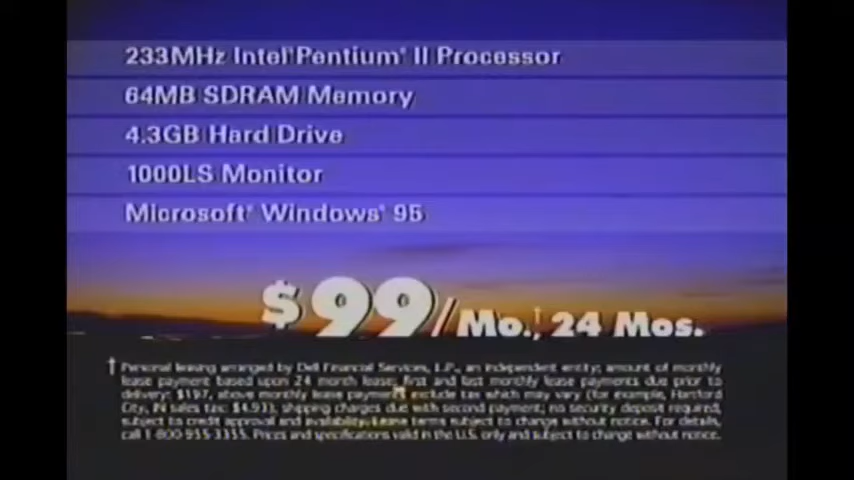 233MHz Intel® Pentium® II Processor
64MB SDRAM Memory
4.3GB Hard Drive
1000LS Monitor
Microsoft® Windows® 95
$99/Mo.,† 24 Mos.
† Personal leasing arranged by Dell Financial Services, L.P., an independent entity; amount of monthly
lease payment based upon 24 month lease; first and last monthly lease payments due prior to
delivery: $197, above monthly lease payments exclude tax which may vary (for example, Hartford
City, IN sales tax: $4.93), shipping charges due with second payment; no security deposit required,
subject to credit approval and availability. Lease terms subject to change without notice. For details,
call Prices and specifications valid in the U.S. only and subject to change without notice.